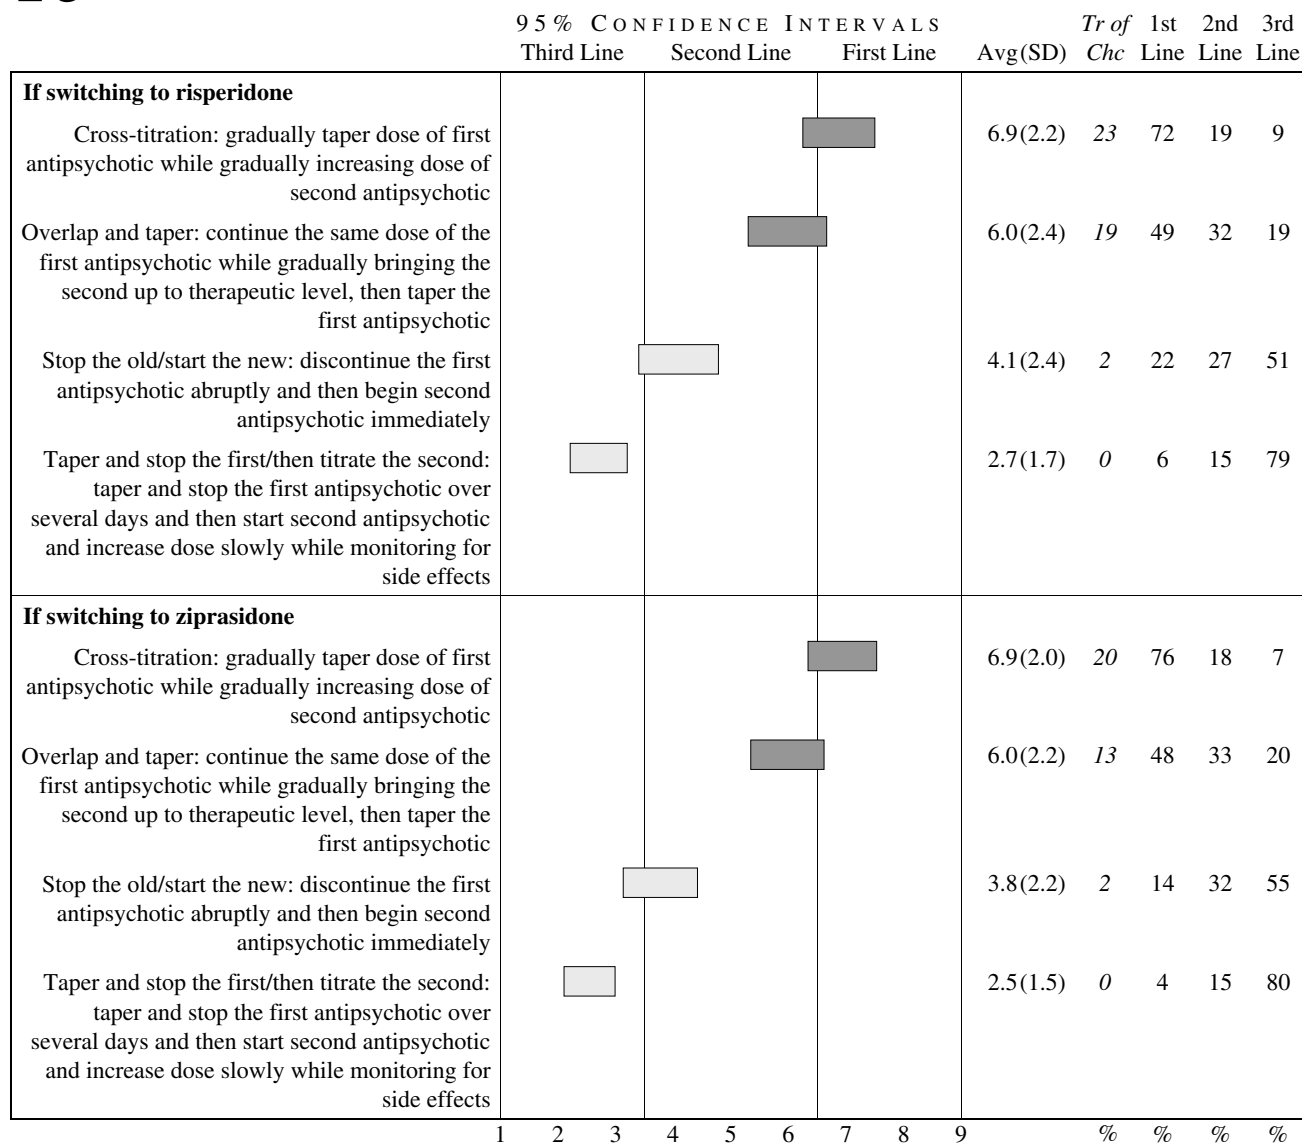 95% CONFIDENCE INTERVALS Tr of 1st 2nd 3rd
Third Line Second Line First Line Avg(SD) Chc Line Line Line
If switching to risperidone
Cross-titration: gradually taper dose of first 6.9(2.2) 23 72 19 9
antipsychotic while gradually increasing dose of
second antipsychotic
Overlap and taper: continue the same dose of the 6.0(2.4) 19 49 32 19
first antipsychotic while gradually bringing the
second up to therapeutic level, then taper the
first antipsychotic
Stop the old/start the new: discontinue the first 4.1(2.4) 2 22 27 51
antipsychotic abruptly and then begin second
antipsychotic immediately
Taper and stop the first/then titrate the second: 2.7(1.7) 0 6 15 79
taper and stop the first antipsychotic over
several days and then start second antipsychotic
and increase dose slowly while monitoring for
side effects
If switching to ziprasidone
Cross-titration: gradually taper dose of first 6.9(2.0) 20 76 18 7
antipsychotic while gradually increasing dose of
second antipsychotic
Overlap and taper: continue the same dose of the 6.0(2.2) 13 48 33 20
first antipsychotic while gradually bringing the
second up to therapeutic level, then taper the
first antipsychotic
Stop the old/start the new: discontinue the first 3.8(2.2) 2 14 32 55
antipsychotic abruptly and then begin second
antipsychotic immediately
Taper and stop the first/then titrate the second: 2.5(1.5) 0 4 15 80
taper and stop the first antipsychotic over
several days and then start second antipsychotic
and increase dose slowly while monitoring for
side effects
1 2 3 4 5 6 7 8 9 % % % %